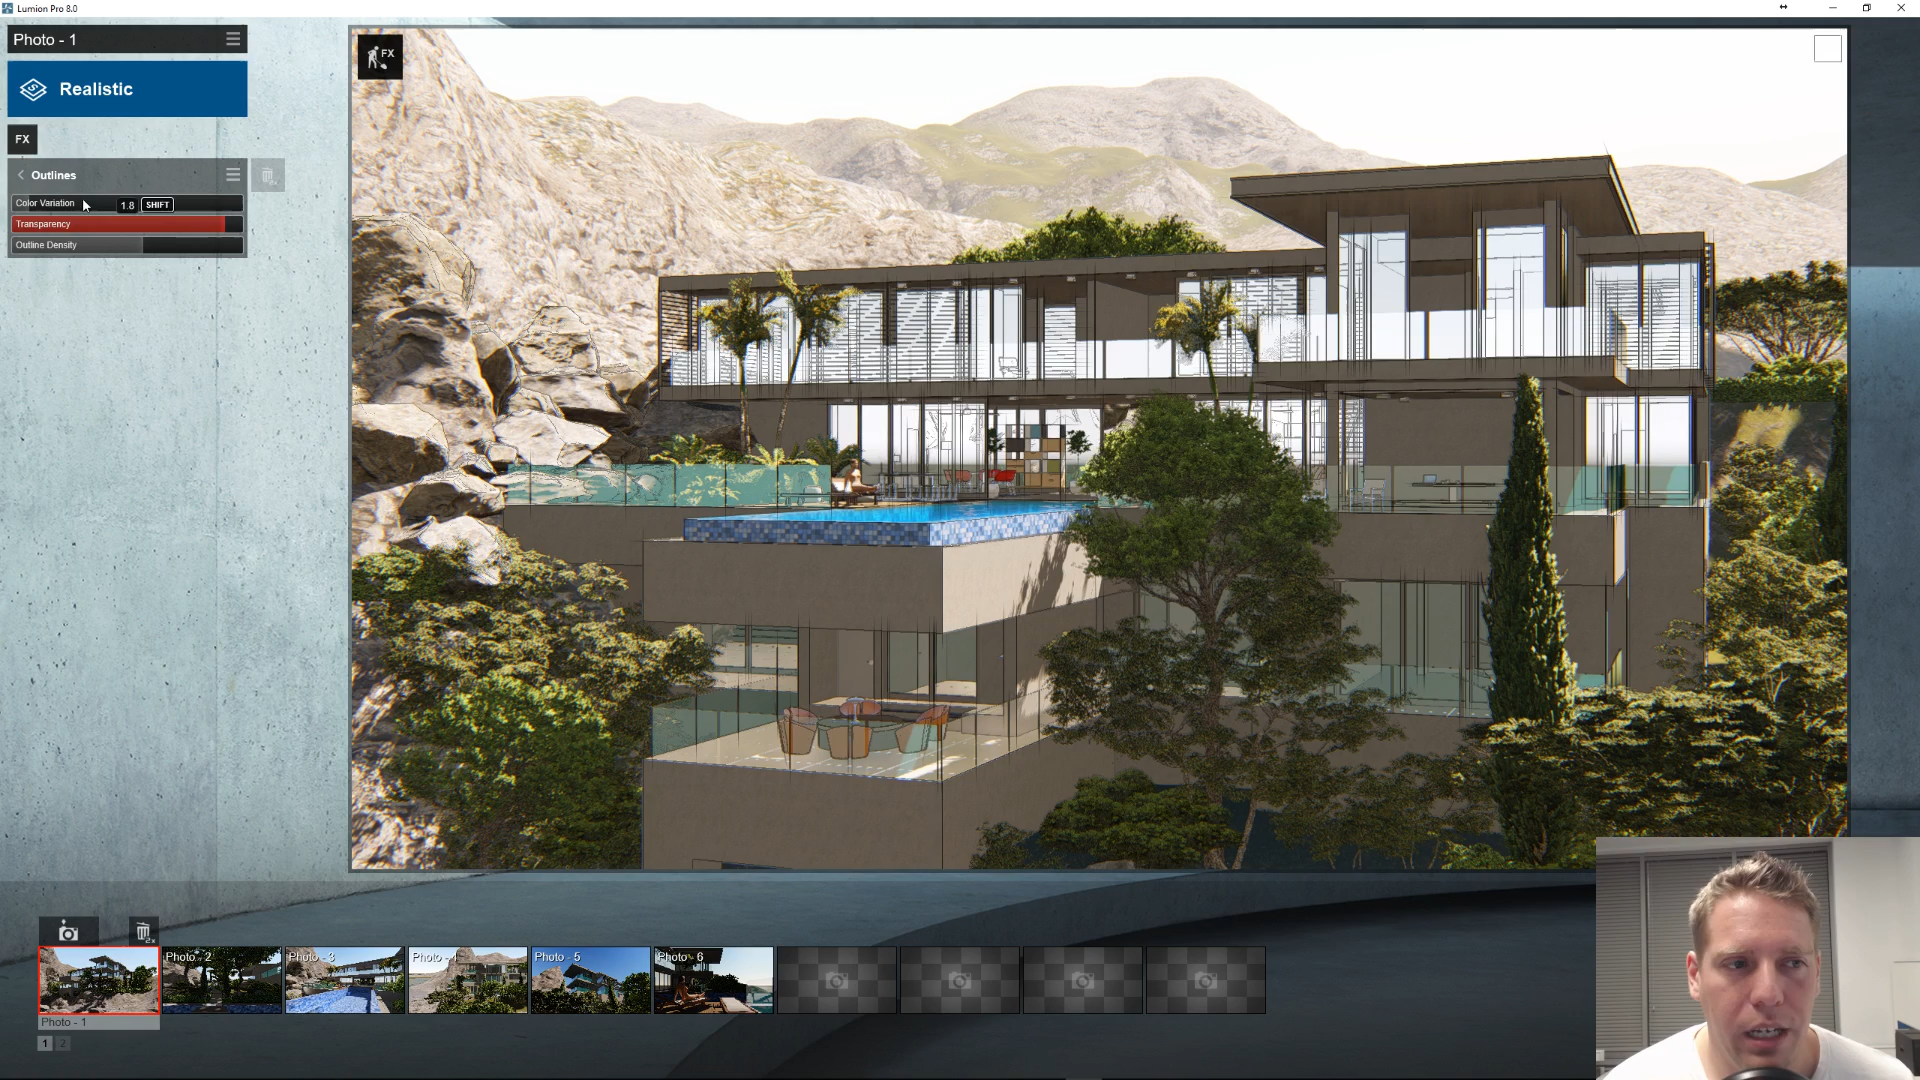 Lumion Pro 8.0
Photo - 1
Realistic
FX
Outlines
Color Variation
1.8 SHIFT
Transparency
Outline Density
FX
2x
Photo - 2
Photo - 3
Photo - 5
Photo - 6
Photo - 1
1 2